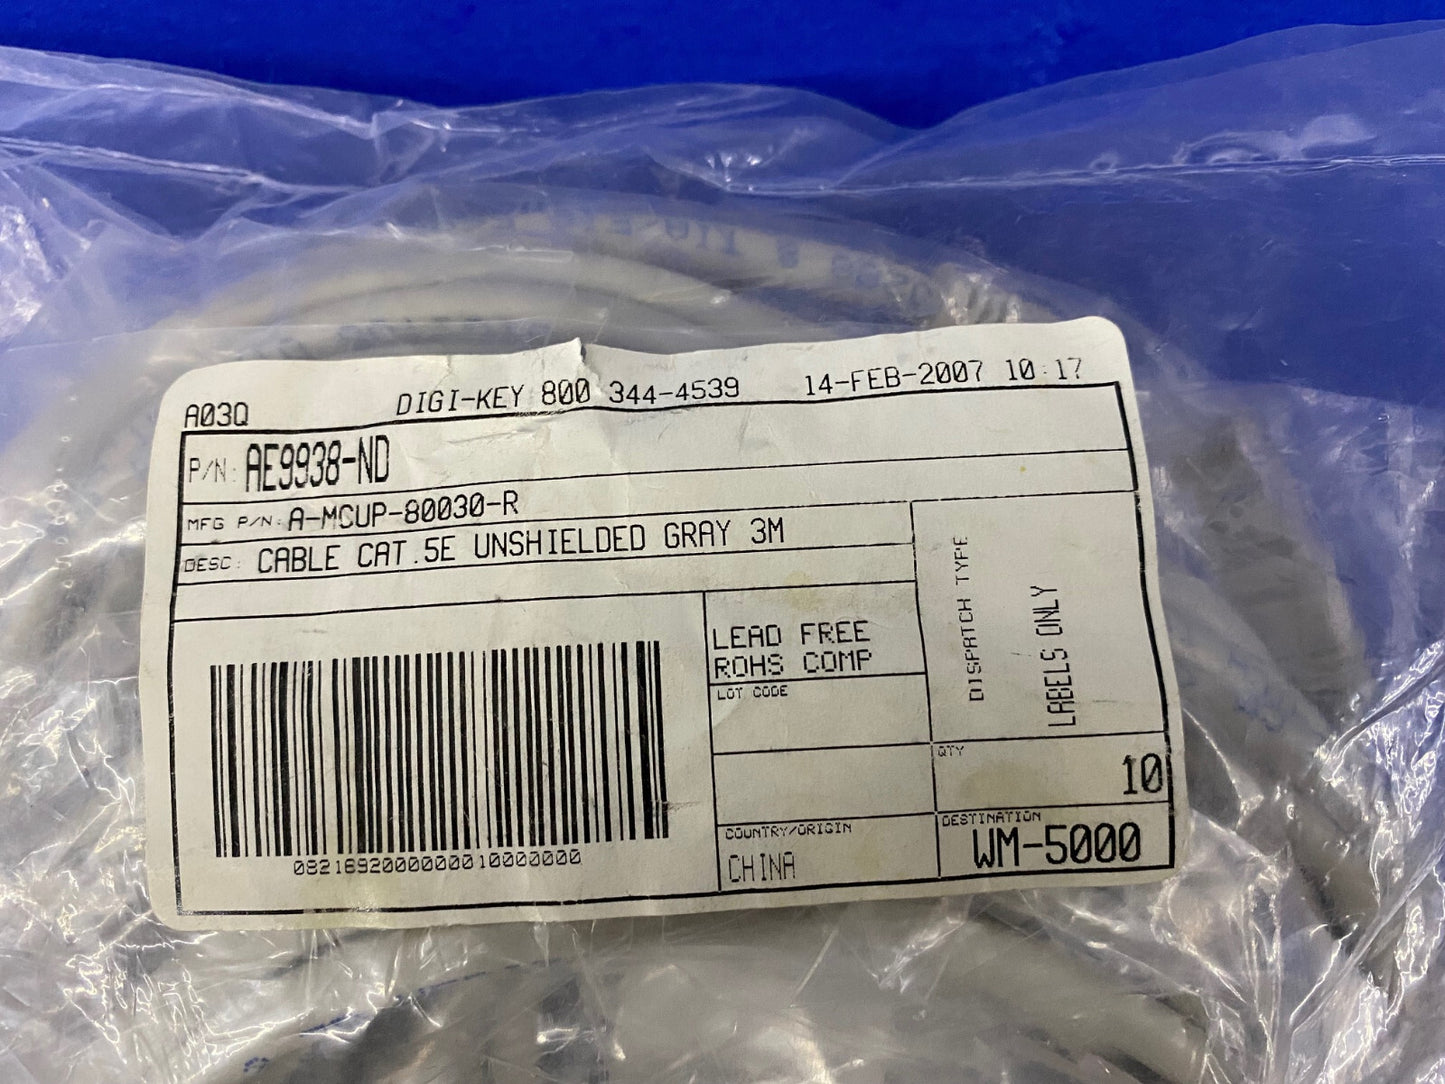 A03Q DIGI-KEY 800 344-4539 14-FEB-2007 10:17
P/N: AE9938-ND
MFG P/N: A-MCUP-80030-R
DESC: CABLE CAT.5E UNSHIELDED GRAY 3M
LEAD FREE
ROHS COMP
LOT CODE
DISPATCH TYPE
LABELS ONLY
QTY
10
COUNTRY/ORIGIN
CHINA
DESTINATION
WM-5000
0821692000000010000000